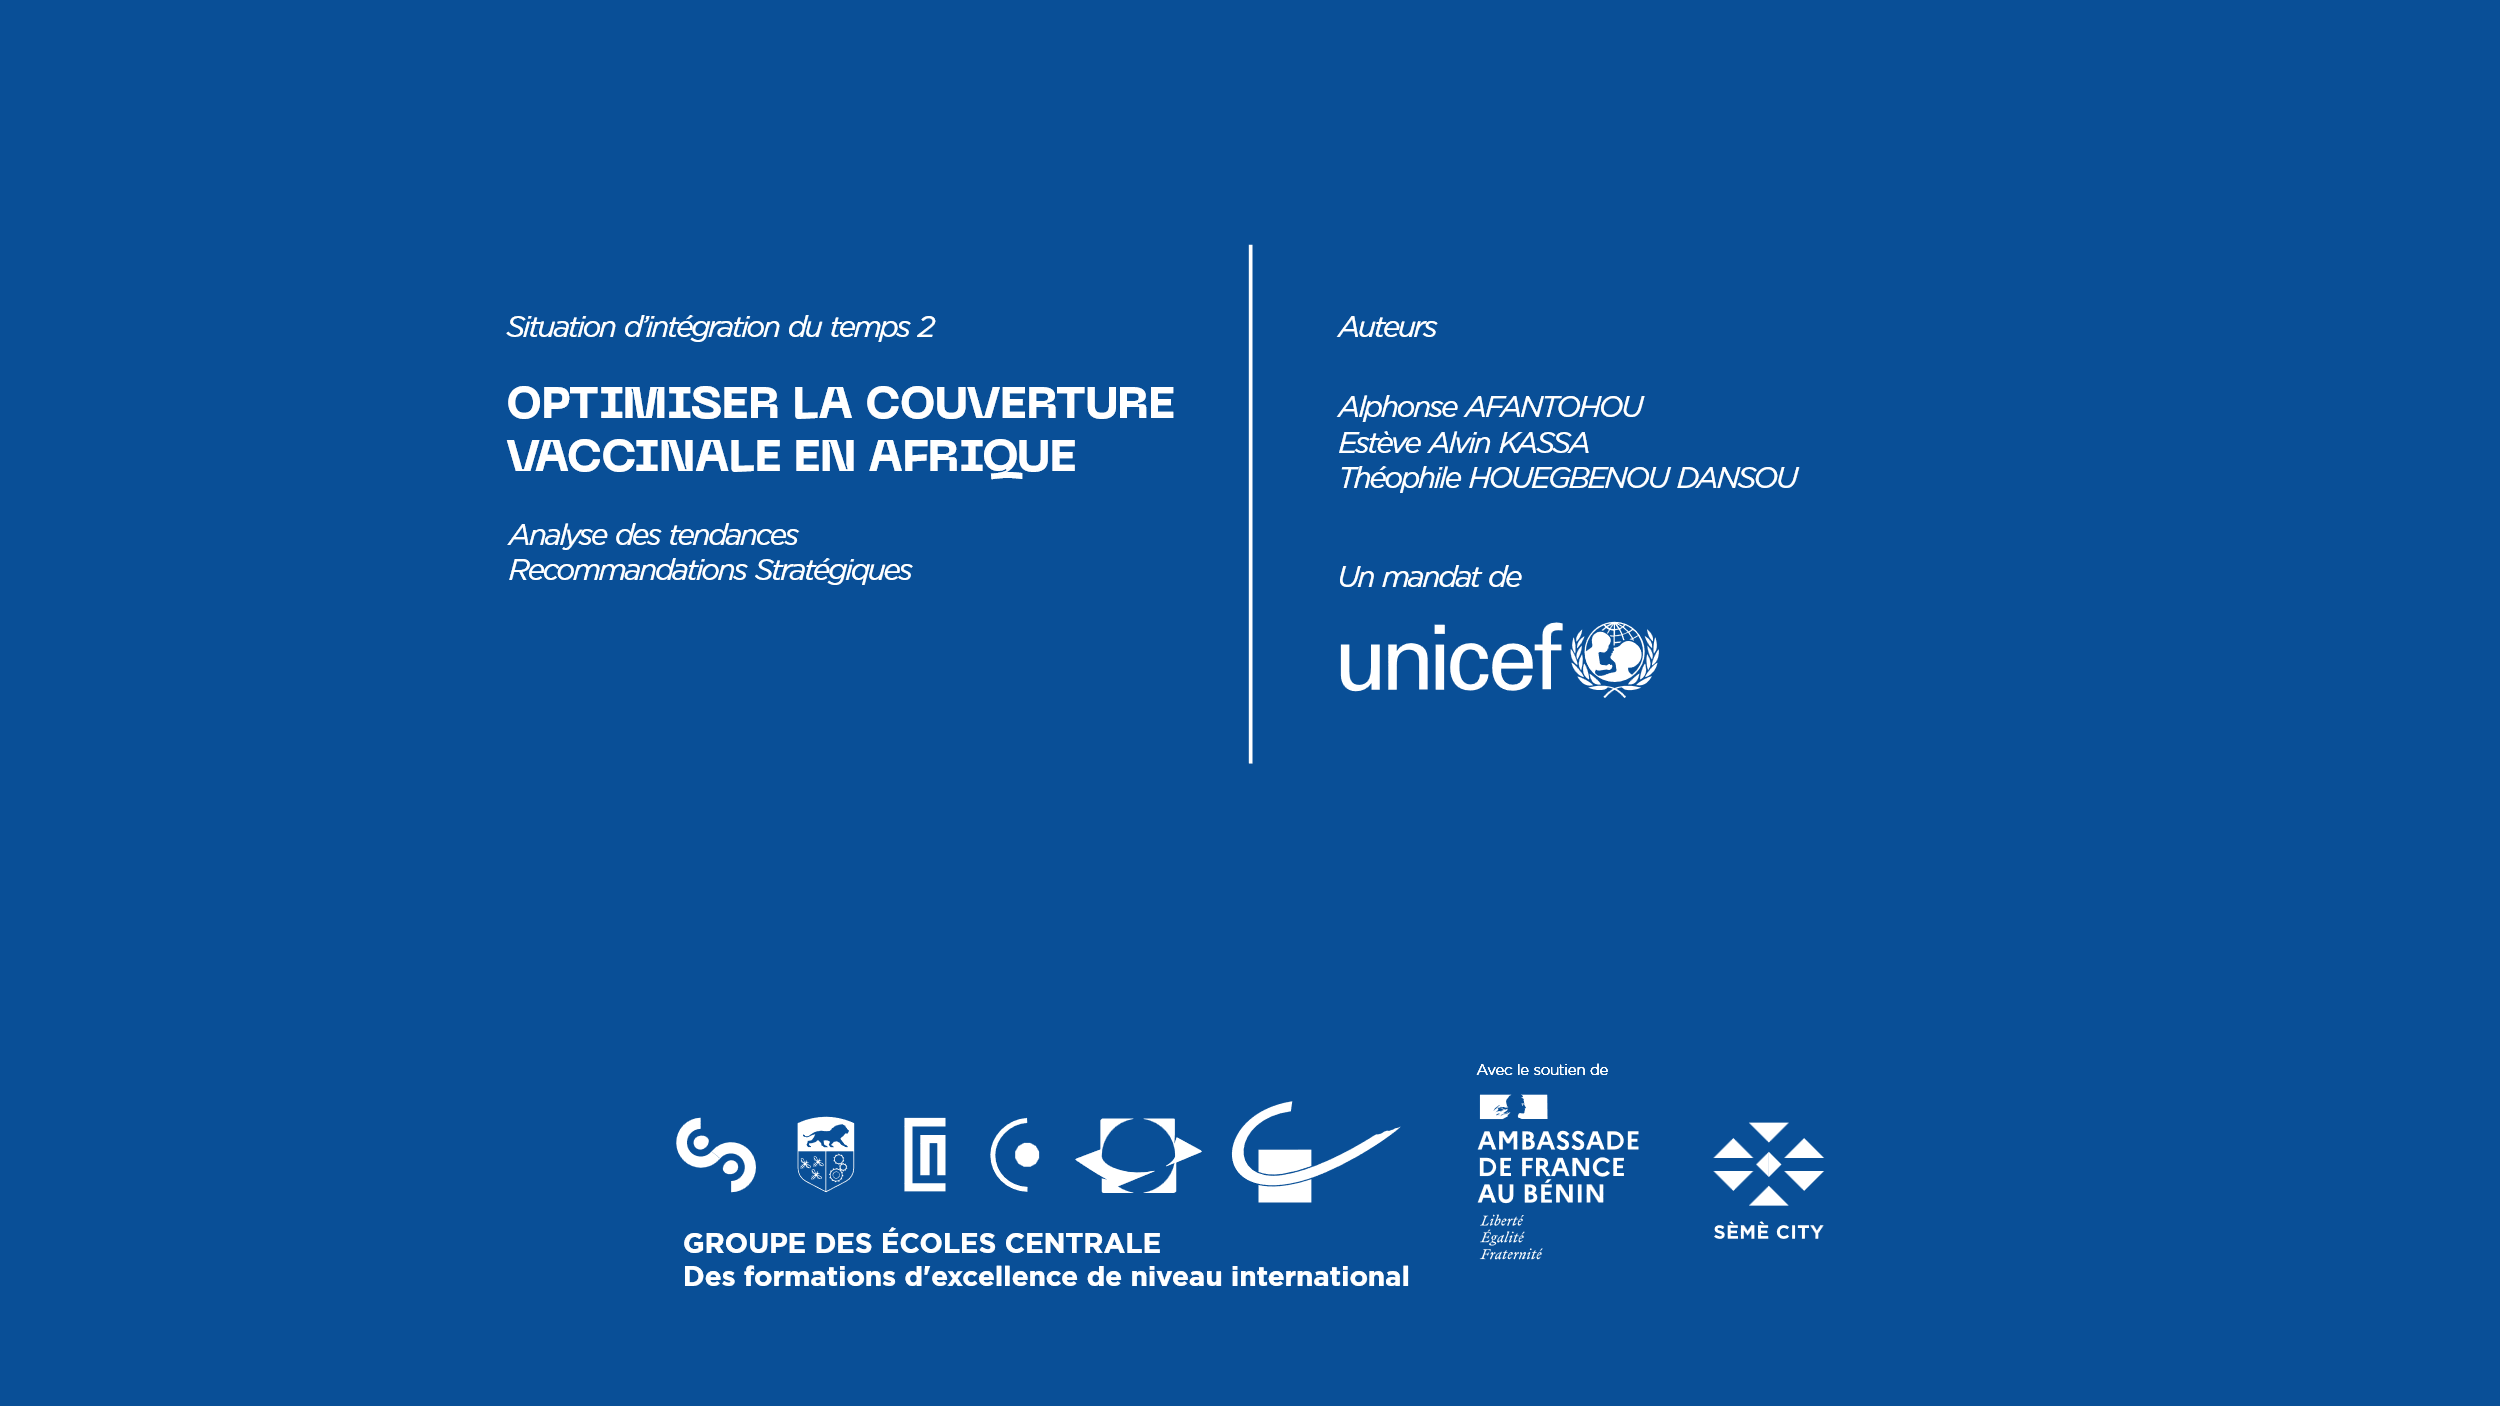 Situation d'intégration du temps 2
OPTIMISER LA COUVERTURE
VACCINALE EN AFRIQUE
Analyse des tendances
Recommandations Stratégiques
Auteurs
Alphonse AFANTOHOU
Estève Alvin KASSA
Théophile HOUEGBENOU DANSOU
Un mandat de
unicef
GROUPE DES ÉCOLES CENTRALE
Des formations d'excellence de niveau international
Avec le soutien de
AMBASSADE
DE FRANCE
AU BÉNIN
Liberté
Égalité
Fraternité
SÈMÈ CITY